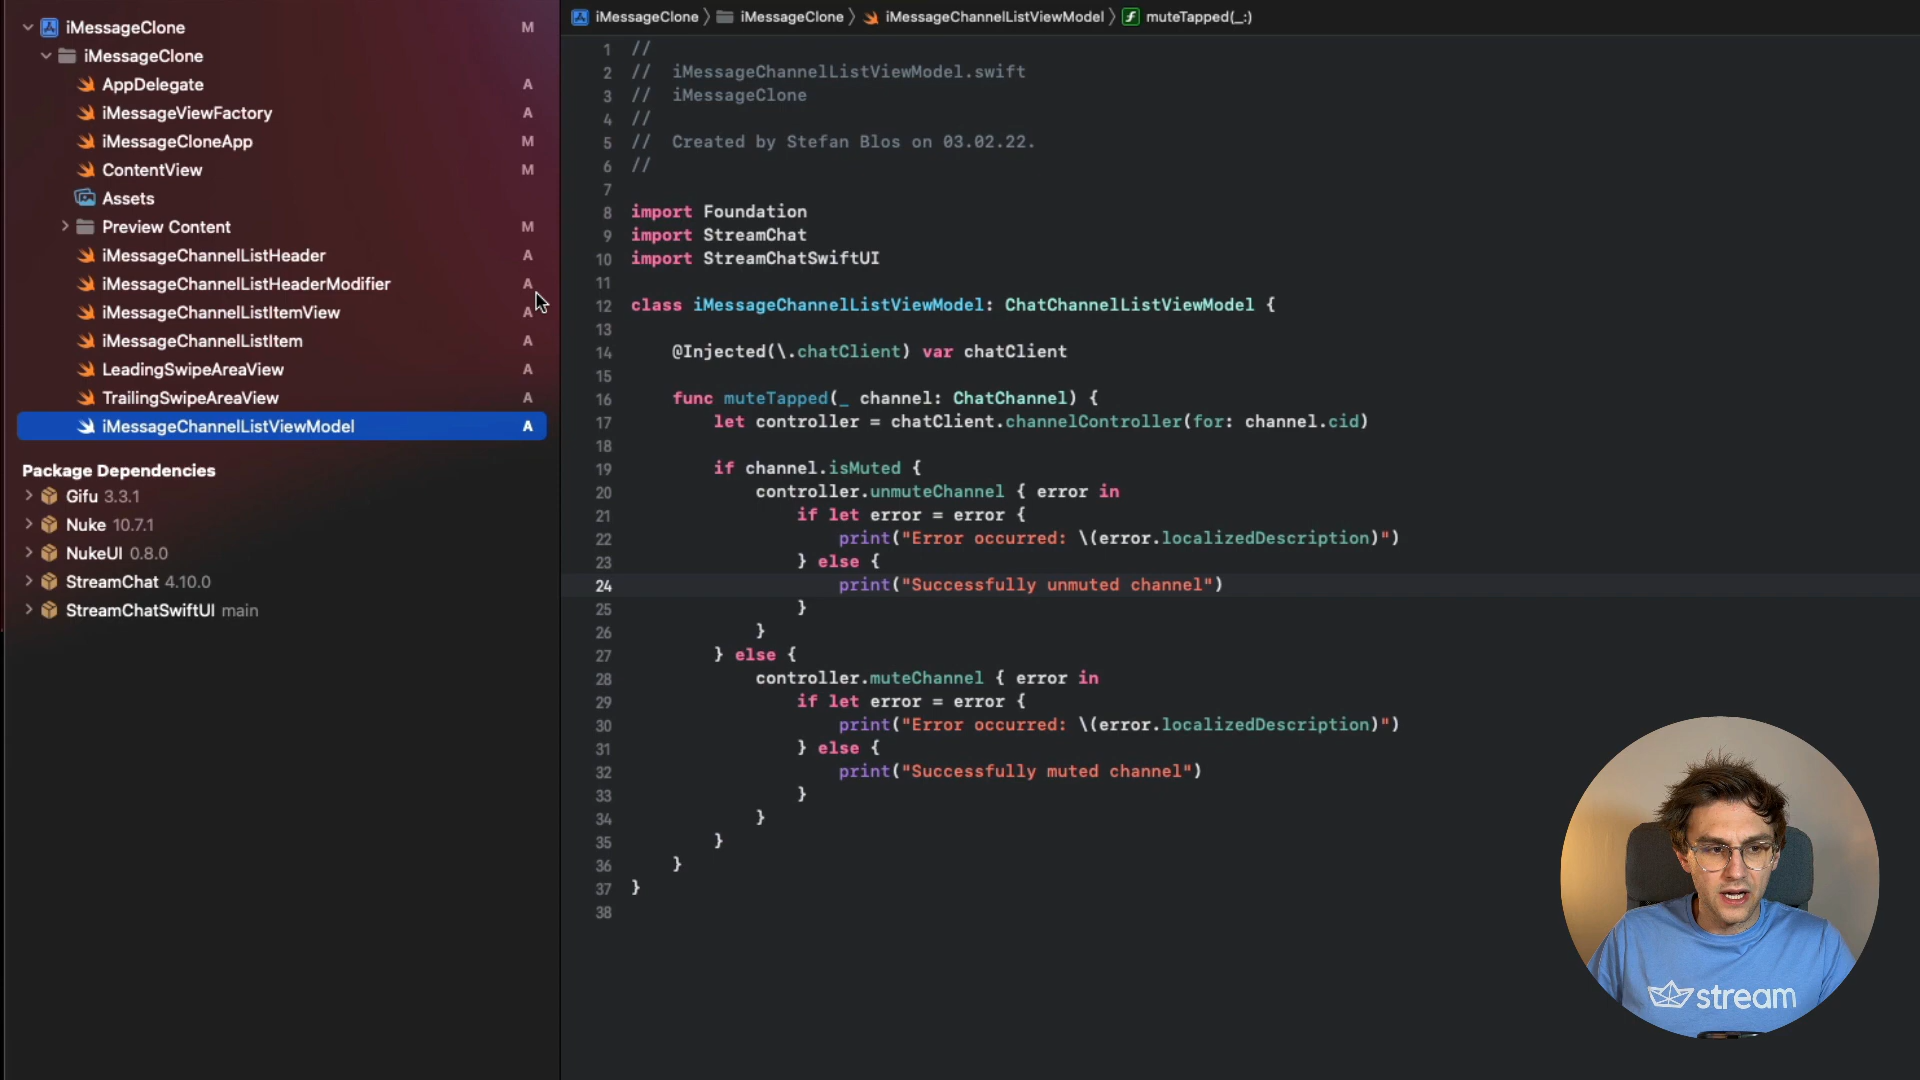 iMessageClone M
iMessageClone
AppDelegate A
iMessageViewFactory A
iMessageCloneApp M
ContentView M
Assets
Preview Content M
iMessageChannelListHeader A
iMessageChannelListHeaderModifier A
iMessageChannelListItemView A
iMessageChannelListItem A
LeadingSwipeAreaView A
TrailingSwipeAreaView A
iMessageChannelListViewModel A
Package Dependencies
Gifu 3.3.1
Nuke 10.7.1
NukeUI 0.8.0
StreamChat 4.10.0
StreamChatSwiftUI main
iMessageClone iMessageClone iMessageChannelListViewModel muteTapped(_:)
1 //
2 //  iMessageChannelListViewModel.swift
3 //  iMessageClone
4 //
5 //  Created by Stefan Blos on 03.02.22.
6 //
7
8 import Foundation
9 import StreamChat
10 import StreamChatSwiftUI
11
12 class iMessageChannelListViewModel: ChatChannelListViewModel {
13
14     @Injected(\.chatClient) var chatClient
15
16     func muteTapped(_ channel: ChatChannel) {
17         let controller = chatClient.channelController(for: channel.cid)
18
19         if channel.isMuted {
20             controller.unmuteChannel { error in
21                 if let error = error {
22                     print("Error occurred: \(error.localizedDescription)")
23                 } else {
24                     print("Successfully unmuted channel")
25                 }
26             }
27         } else {
28             controller.muteChannel { error in
29                 if let error = error {
30                     print("Error occurred: \(error.localizedDescription)")
31                 } else {
32                     print("Successfully muted channel")
33                 }
34             }
35         }
36     }
37 }
38
stream